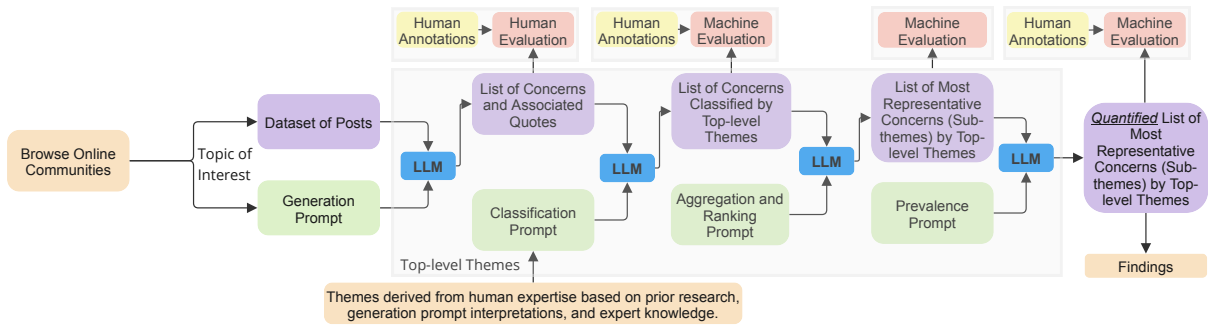 Human
Annotations
Human
Evaluation
Human
Annotations
Machine
Evaluation
Machine
Evaluation
Human
Annotations
Machine
Evaluation
Browse Online
Communities
Topic of
Interest
Dataset of Posts
Generation
Prompt
LLM
List of Concerns
and Associated
Quotes
Classification
Prompt
Top-level Themes
LLM
List of Concerns
Classified by
Top-level
Themes
Aggregation and
Ranking
Prompt
LLM
List of Most
Representative
Concerns (Sub-
themes) by Top-
level Themes
Prevalence
Prompt
LLM
Quantified List of
Most
Representative
Concerns (Sub-
themes) by Top-
level Themes
Findings
Themes derived from human expertise based on prior research,
generation prompt interpretations, and expert knowledge.